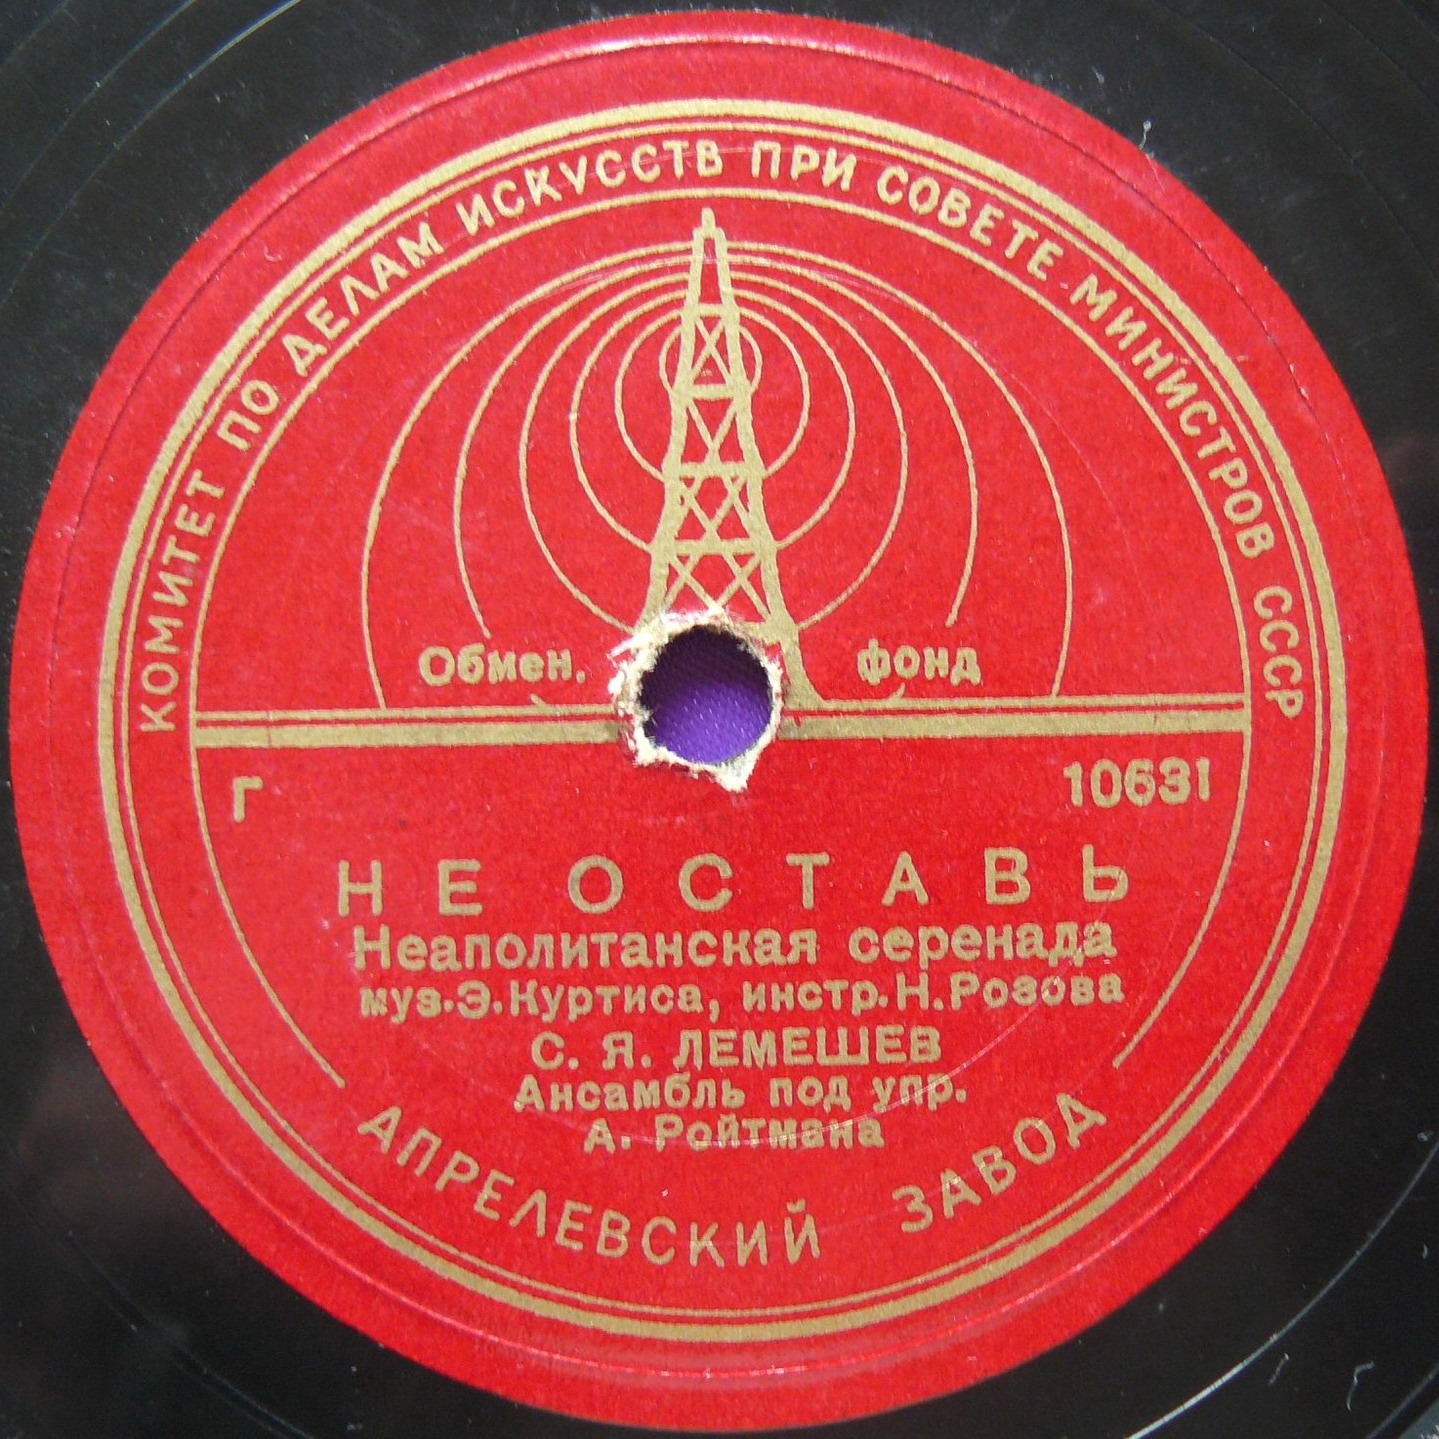 КОМИТЕТ ПО ДЕЛАМ ИСКУССТВ ПРИ СОВЕТЕ МИНИСТРОВ СССР
Обмен. фонд
Г 10631
НЕ ОСТАВЬ
Неаполитанская серенада
муз. Э. Куртиса, инстр. Н. Розова
С. Я. ЛЕМЕШЕВ
Ансамбль под упр.
А. Ройтмана
АПРЕЛЕВСКИЙ ЗАВОД